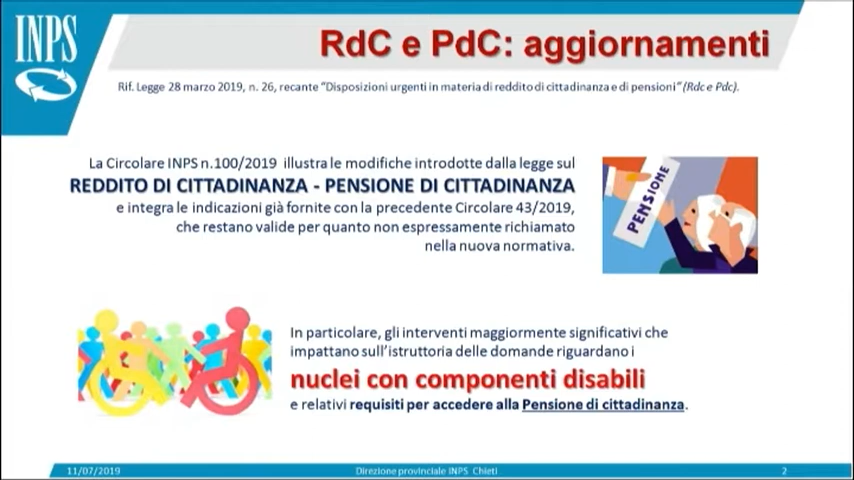 INPS
RdC e PdC: aggiornamenti
Rif. Legge 28 marzo 2019, n. 26, recante "Disposizioni urgenti in materia di reddito di cittadinanza e di pensioni" (Rdc e Pdc).
La Circolare INPS n.100/2019 illustra le modifiche introdotte dalla legge sul
REDDITO DI CITTADINANZA - PENSIONE DI CITTADINANZA
e integra le indicazioni già fornite con la precedente Circolare 43/2019,
che restano valide per quanto non espressamente richiamato
nella nuova normativa.
PENSIONE
In particolare, gli interventi maggiormente significativi che
impattano sull'istruttoria delle domande riguardano i
nuclei con componenti disabili
e relativi requisiti per accedere alla Pensione di cittadinanza.
11/07/2019
Direzione provinciale INPS Chieti
2